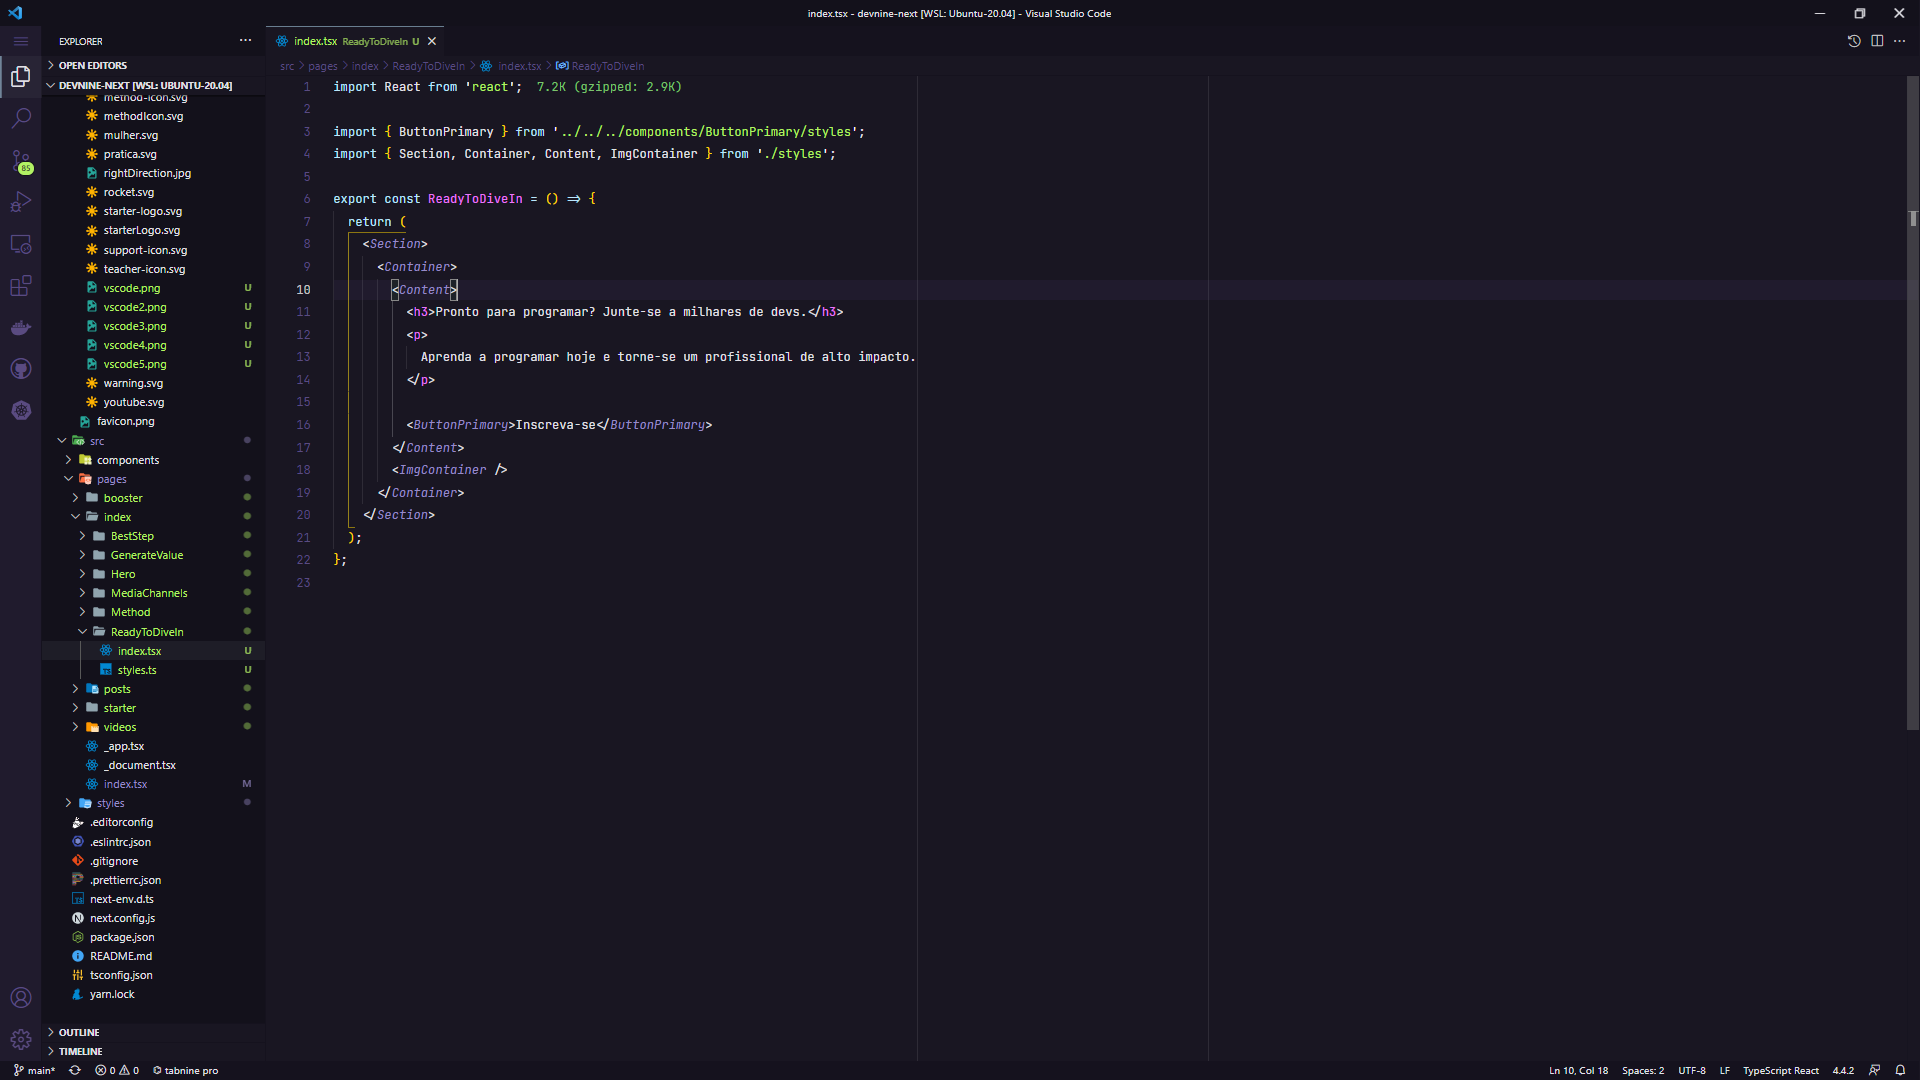 index.tsx - devnine-next [WSL: Ubuntu-20.04] - Visual Studio Code
EXPLORER
OPEN EDITORS
DEVNINE-NEXT [WSL: UBUNTU-20.04]
method-icon.svg
methodIcon.svg
mulher.svg
pratica.svg
rightDirection.jpg
rocket.svg
starter-logo.svg
starterLogo.svg
support-icon.svg
teacher-icon.svg
vscode.png U
vscode2.png U
vscode3.png U
vscode4.png U
vscode5.png U
warning.svg
youtube.svg
favicon.png
src
components
pages
booster
index
BestStep
GenerateValue
Hero
MediaChannels
Method
ReadyToDiveIn
index.tsx U
styles.ts U
posts
starter
videos
_app.tsx
_document.tsx
index.tsx M
styles
.editorconfig
.eslintrc.json
.gitignore
.prettierrc.json
next-env.d.ts
next.config.js
package.json
README.md
tsconfig.json
yarn.lock
OUTLINE
TIMELINE
85
index.tsx ReadyToDiveIn U
src > pages > index > ReadyToDiveIn > index.tsx > ReadyToDiveIn
1 import React from 'react'; 7.2K (gzipped: 2.9K)
2
3 import { ButtonPrimary } from '../../../components/ButtonPrimary/styles';
4 import { Section, Container, Content, ImgContainer } from './styles';
5
6 export const ReadyToDiveIn = () => {
7 return (
8 <Section>
9 <Container>
10 <Content>
11 <h3>Pronto para programar? Junte-se a milhares de devs.</h3>
12 <p>
13 Aprenda a programar hoje e torne-se um profissional de alto impacto.
14 </p>
15
16 <ButtonPrimary>Inscreva-se</ButtonPrimary>
17 </Content>
18 <ImgContainer />
19 </Container>
20 </Section>
21 );
22 };
23
main* 0 0 tabnine pro
Ln 10, Col 18 Spaces: 2 UTF-8 LF TypeScript React 4.4.2